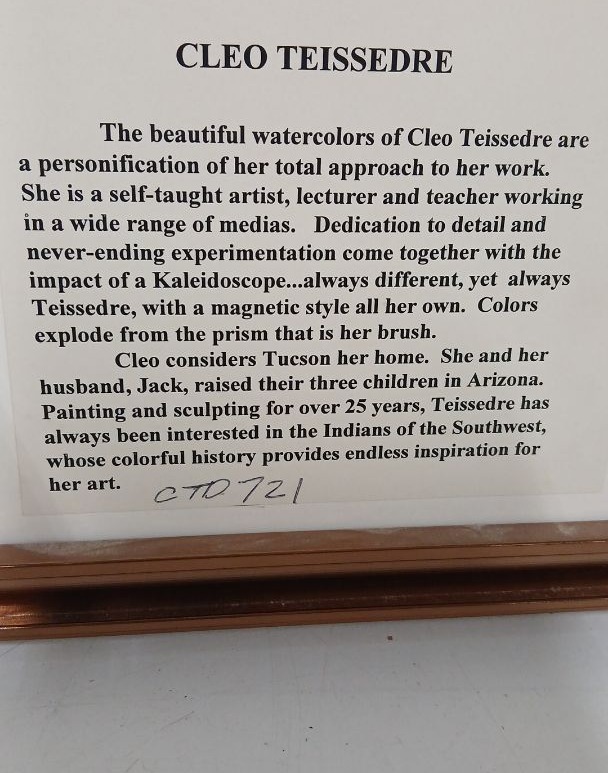 CLEO TEISSEDRE
The beautiful watercolors of Cleo Teissedre are
a personification of her total approach to her work.
She is a self-taught artist, lecturer and teacher working
in a wide range of medias. Dedication to detail and
never-ending experimentation come together with the
impact of a Kaleidoscope...always different, yet always
Teissedre, with a magnetic style all her own. Colors
explode from the prism that is her brush.
Cleo considers Tucson her home. She and her
husband, Jack, raised their three children in Arizona.
Painting and sculpting for over 25 years, Teissedre has
always been interested in the Indians of the Southwest,
whose colorful history provides endless inspiration for
her art.
CTD 721